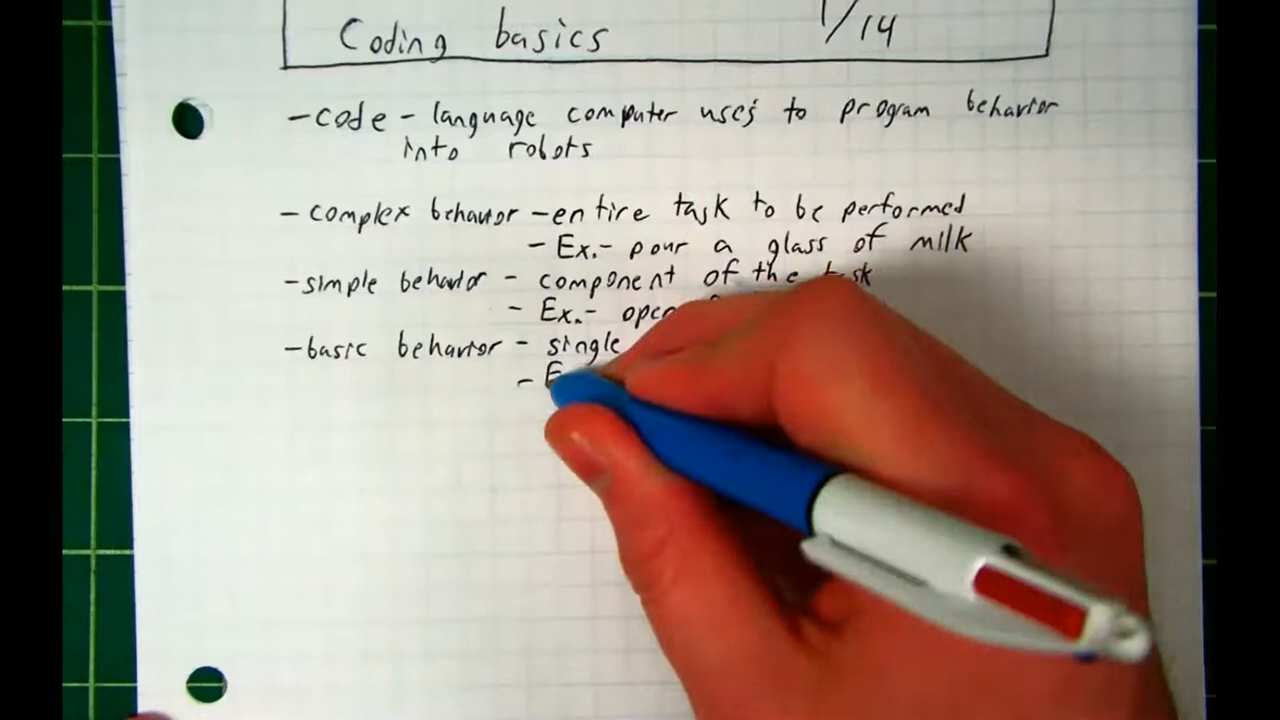 Coding basics 1/14
- code - language computer uses to program behavior
into robots
- complex behavior - entire task to be performed
- Ex.- pour a glass of milk
- simple behavior - component of the task
- Ex.-
- basic behavior - single
-